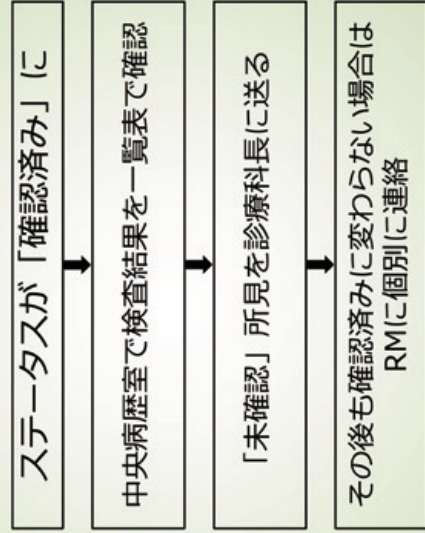 ステータスが「確認済み」に
中央病歴室で検査結果を一覧表で確認
「未確認」所見を診療科長に送る
その後も確認済みに変わらない場合は
RMに個別に連絡